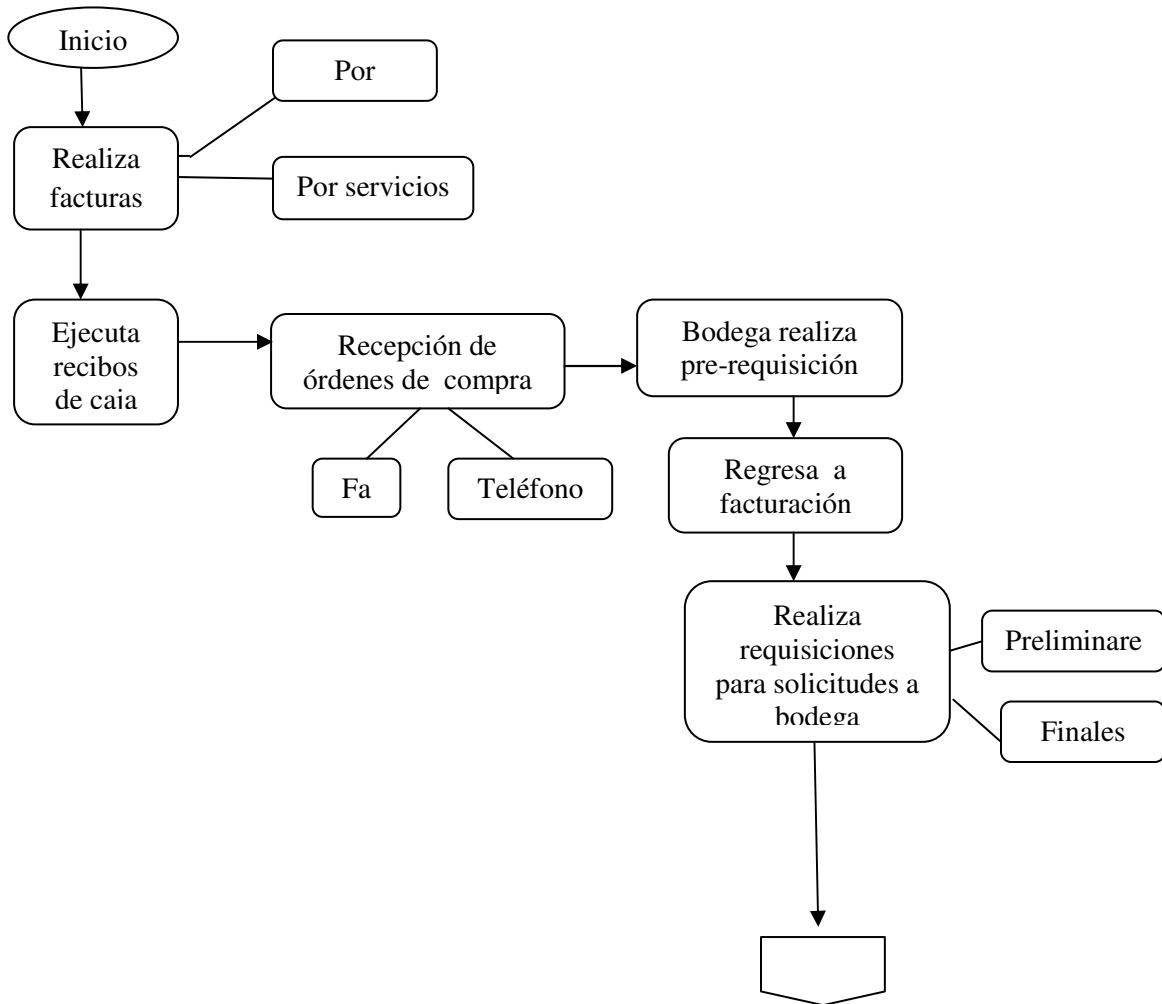 Inicio
Por
Realiza
facturas
Por servicios
Ejecuta
recibos
de caja
Recepción de
órdenes de compra
Bodega realiza
pre-requisición
Fa
Teléfono
Regresa a
facturación
Realiza
requisiciones
para solicitudes a
bodega
Preliminare
Finales